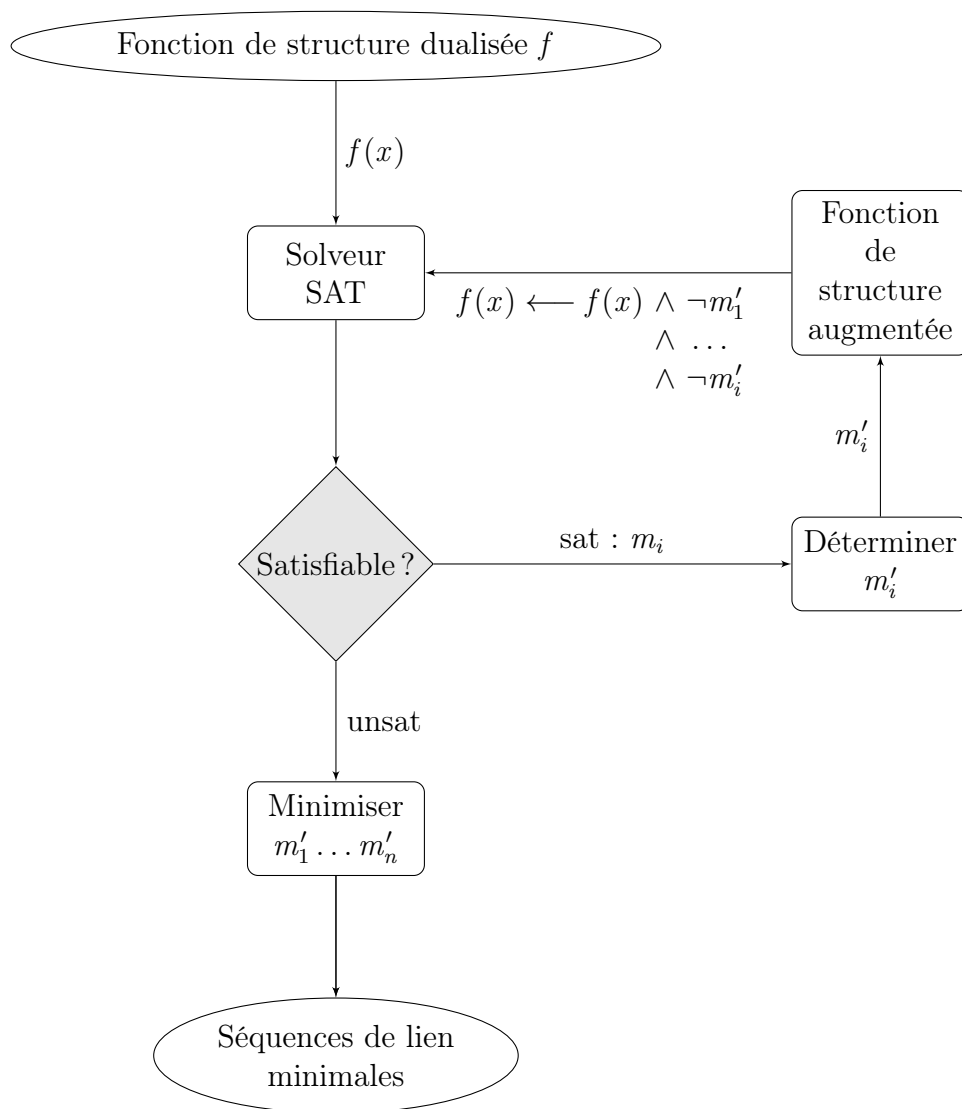 Fonction de structure dualisée f
f(x)
Solveur
SAT
Fonction
de
structure
augmentée
f(x) ⟵ f(x) ∧ ¬m′₁
∧ …
∧ ¬m′ᵢ
m′ᵢ
Satisfiable ?
sat : mᵢ
Déterminer
m′ᵢ
unsat
Minimiser
m′₁ … m′ₙ
Séquences de lien
minimales